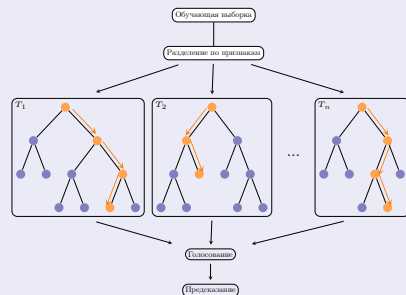 Обучающая выборка
Разделение по признакам
T₁ T₂ Tₙ
...
Голосование
Предсказание